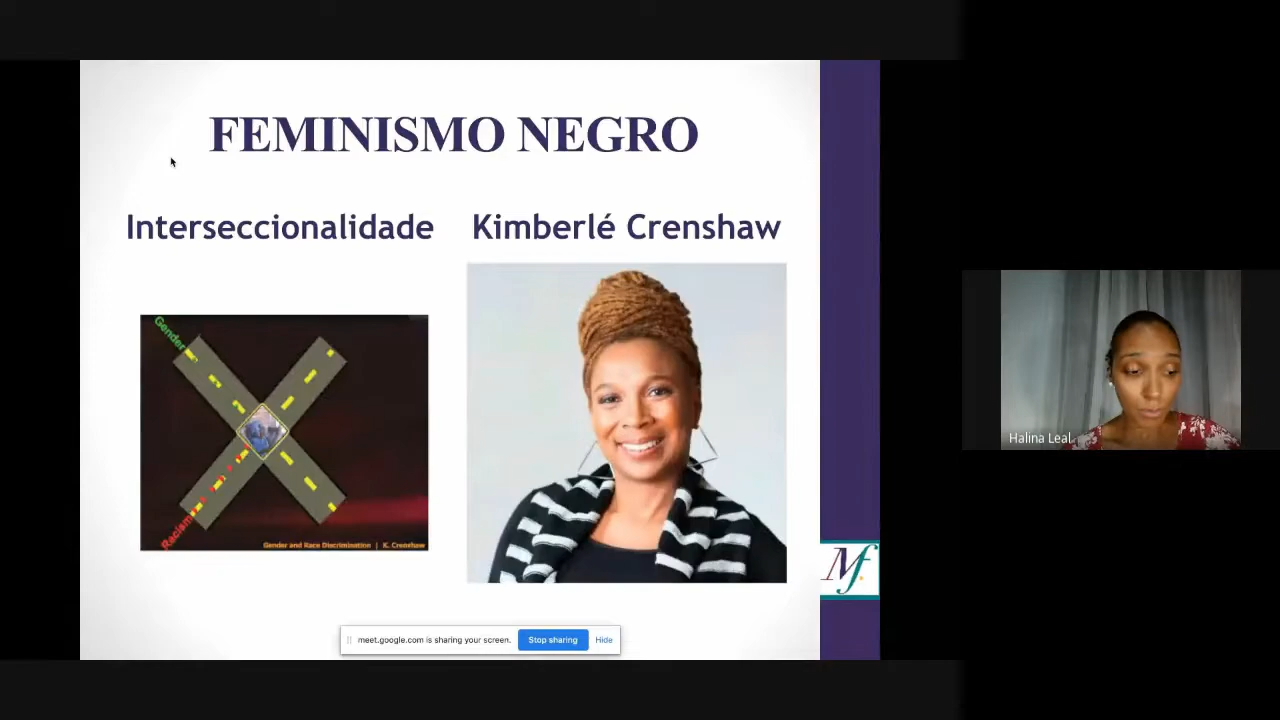 FEMINISMO NEGRO
Interseccionalidade
Kimberlé Crenshaw
Gender
Racism
Gender and Race Discrimination | K. Crenshaw
Mf.
meet.google.com is sharing your screen.
Stop sharing
Hide
Halina Leal